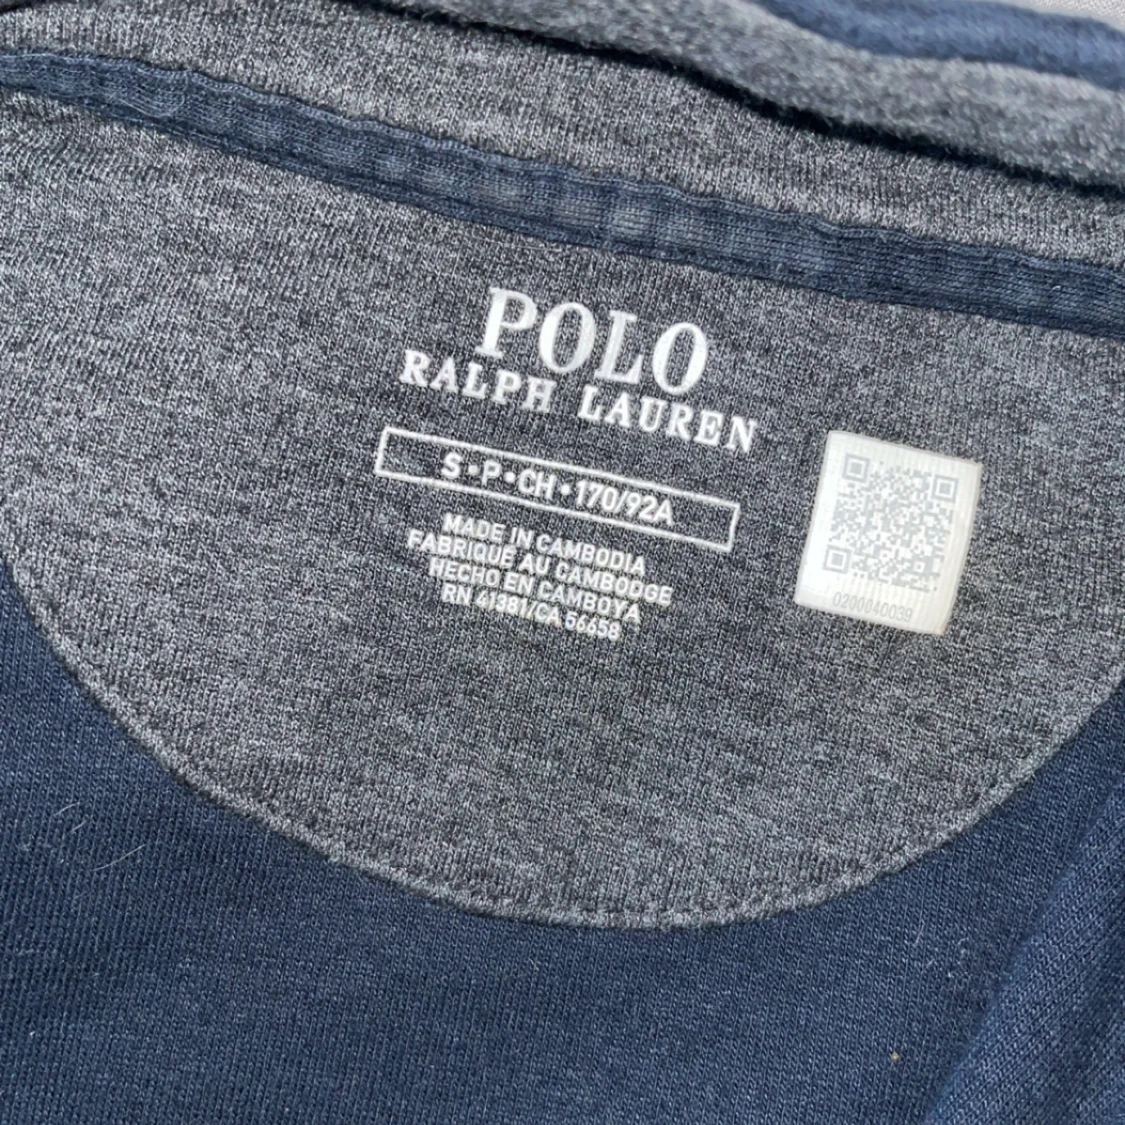 POLO
RALPH LAUREN
S•P•CH•170/92A
MADE IN CAMBODIA
FABRIQUÉ AU CAMBODGE
HECHO EN CAMBOYA
RN 41381/CA 56658
0200040039